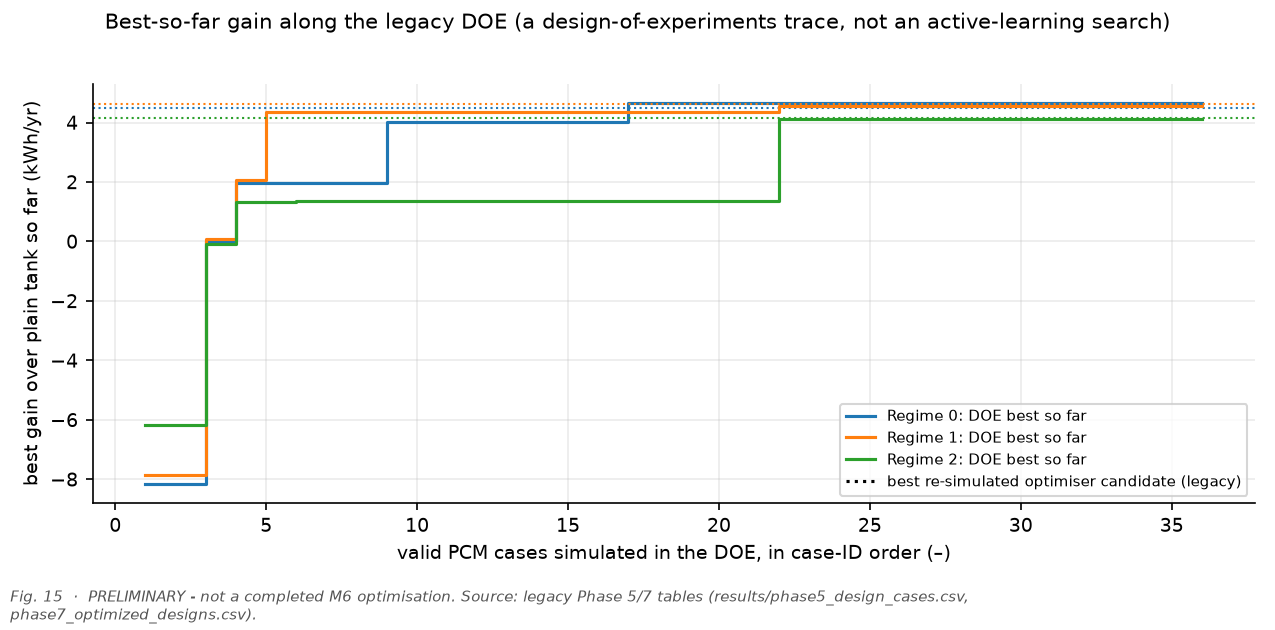 Best-so-far gain along the legacy DOE (a design-of-experiments trace, not an active-learning search)
best gain over plain tank so far (kWh/yr)
4
2
0
−2
−4
−6
−8
Regime 0: DOE best so far
Regime 1: DOE best so far
Regime 2: DOE best so far
best re-simulated optimiser candidate (legacy)
0 5 10 15 20 25 30 35
valid PCM cases simulated in the DOE, in case-ID order (–)
Fig. 15 · PRELIMINARY - not a completed M6 optimisation. Source: legacy Phase 5/7 tables (results/phase5_design_cases.csv,
phase7_optimized_designs.csv).